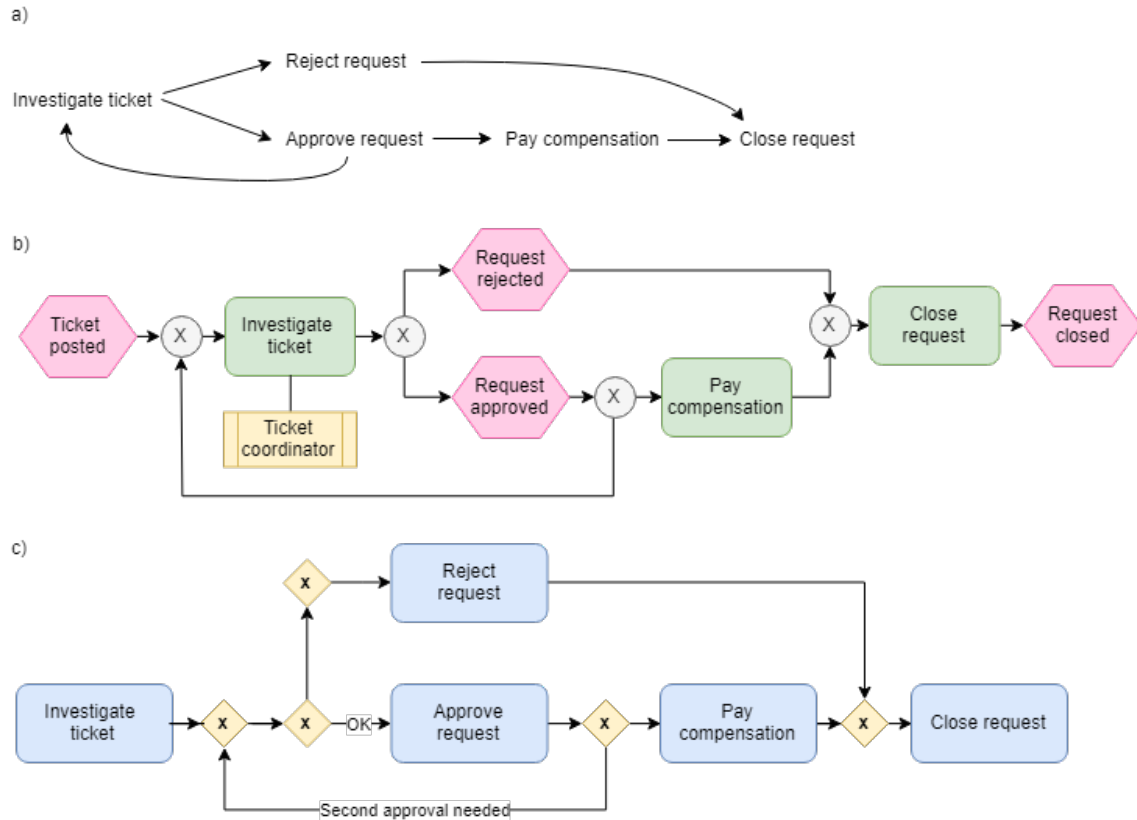 a)
Reject request
Investigate ticket
Approve request
Pay compensation
Close request
b)
Request
rejected
Ticket
posted
X
Investigate
ticket
X
X
Close
request
Request
closed
Request
approved
X
Pay
compensation
Ticket
coordinator
c)
X
Reject
request
Investigate
ticket
X
X
OK
Approve
request
X
Pay
compensation
X
Close request
Second approval needed